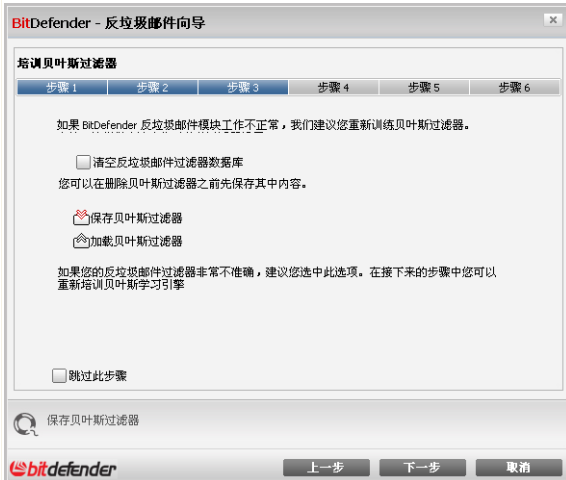 BitDefender - 反垃圾邮件向导
培训贝叶斯过滤器
步骤 1 步骤 2 步骤 3 步骤 4 步骤 5 步骤 6
如果 BitDefender 反垃圾邮件模块工作不正常，我们建议您重新训练贝叶斯过滤器。
清空反垃圾邮件过滤器数据库
您可以在删除贝叶斯过滤器之前先保存其中内容。
保存贝叶斯过滤器
加载贝叶斯过滤器
如果您的反垃圾邮件过滤器非常不准确，建议您选中此选项。在接下来的步骤中您可以
重新培训贝叶斯学习引擎
跳过此步骤
保存贝叶斯过滤器
bitdefender 上一步 下一步 取消